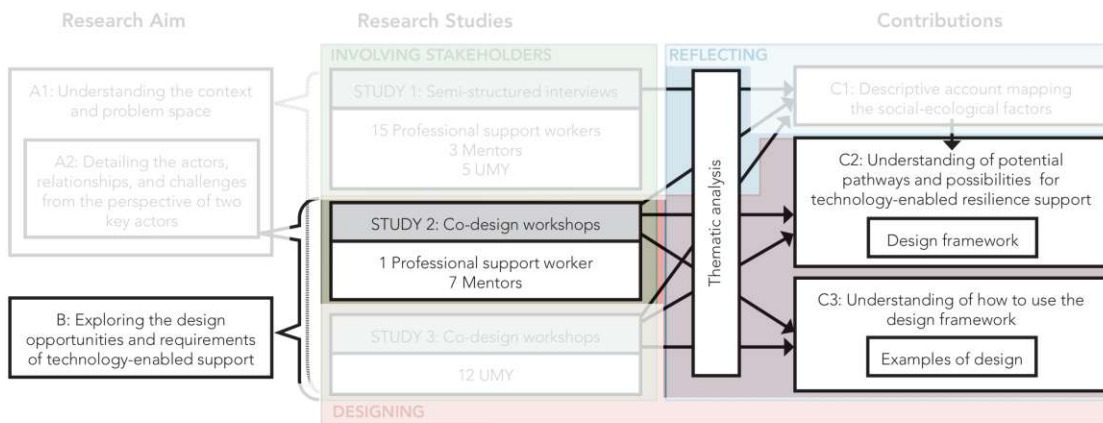 Research Aim
Research Studies
Contributions
INVOLVING STAKEHOLDERS
REFLECTING
A1: Understanding the context
and problem space
A2: Detailing the actors,
relationships, and challenges
from the perspective of two
key actors
B: Exploring the design
opportunities and requirements
of technology-enabled support
STUDY 1: Semi-structured interviews
15 Professional support workers
3 Mentors
5 UMY
STUDY 2: Co-design workshops
1 Professional support worker
7 Mentors
STUDY 3: Co-design workshops
12 UMY
DESIGNING
Thematic analysis
C1: Descriptive account mapping
the social-ecological factors
C2: Understanding of potential
pathways and possibilities for
technology-enabled resilience support
Design framework
C3: Understanding of how to use the
design framework
Examples of design